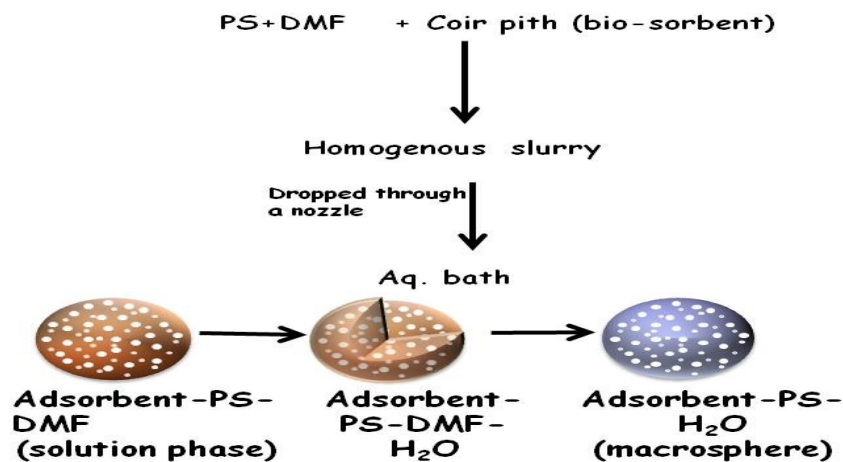 PS+DMF + Coir pith (bio-sorbent)
Homogenous slurry
Dropped through
a nozzle
Aq. bath
Adsorbent-PS-
DMF
(solution phase)
Adsorbent-
PS-DMF-
H₂O
Adsorbent-PS-
H₂O
(macrosphere)